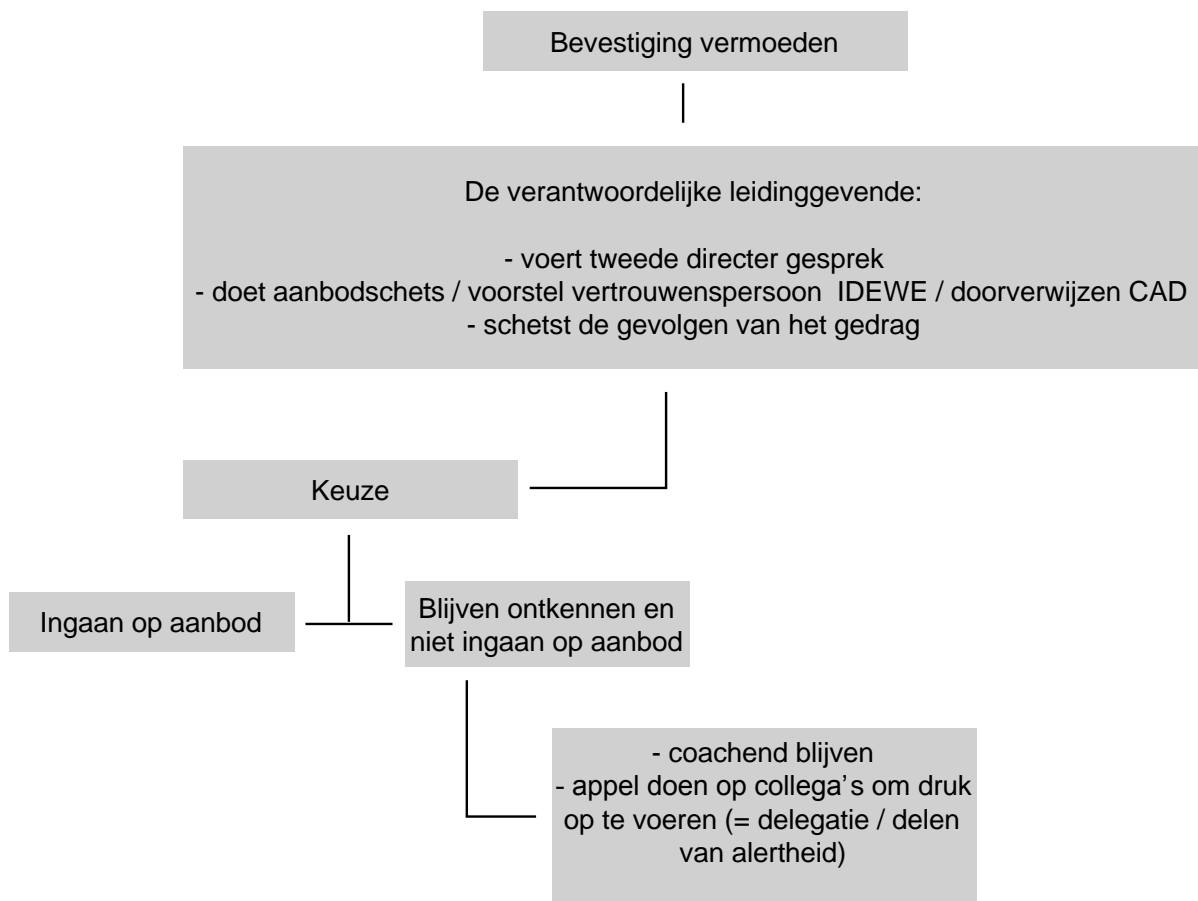 Bevestiging vermoeden
De verantwoordelijke leidinggevende:
- voert tweede directer gesprek
- doet aanbodschets / voorstel vertrouwenspersoon IDEWE / doorverwijzen CAD
- schetst de gevolgen van het gedrag
Keuze
Ingaan op aanbod
Blijven ontkennen en
niet ingaan op aanbod
- coachend blijven
- appel doen op collega's om druk
op te voeren (= delegatie / delen
van alertheid)